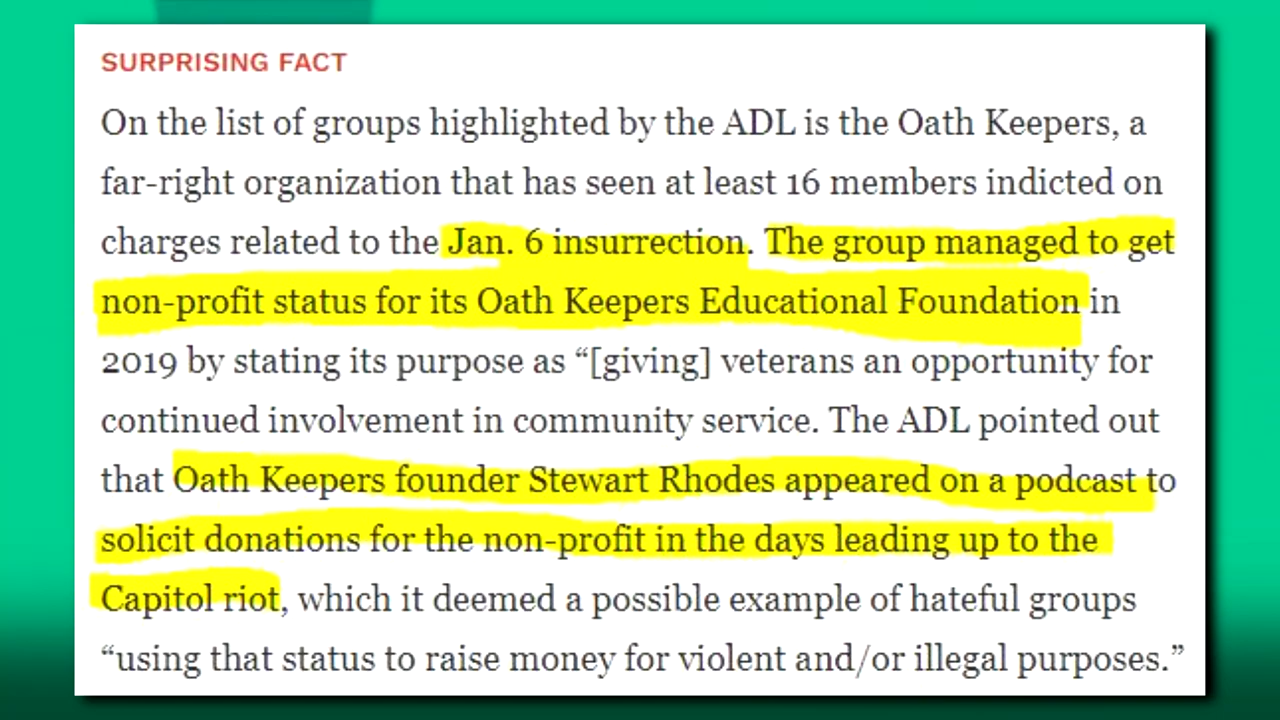 SURPRISING FACT
On the list of groups highlighted by the ADL is the Oath Keepers, a
far-right organization that has seen at least 16 members indicted on
charges related to the Jan. 6 insurrection. The group managed to get
non-profit status for its Oath Keepers Educational Foundation in
2019 by stating its purpose as “[giving] veterans an opportunity for
continued involvement in community service. The ADL pointed out
that Oath Keepers founder Stewart Rhodes appeared on a podcast to
solicit donations for the non-profit in the days leading up to the
Capitol riot, which it deemed a possible example of hateful groups
“using that status to raise money for violent and/or illegal purposes.”